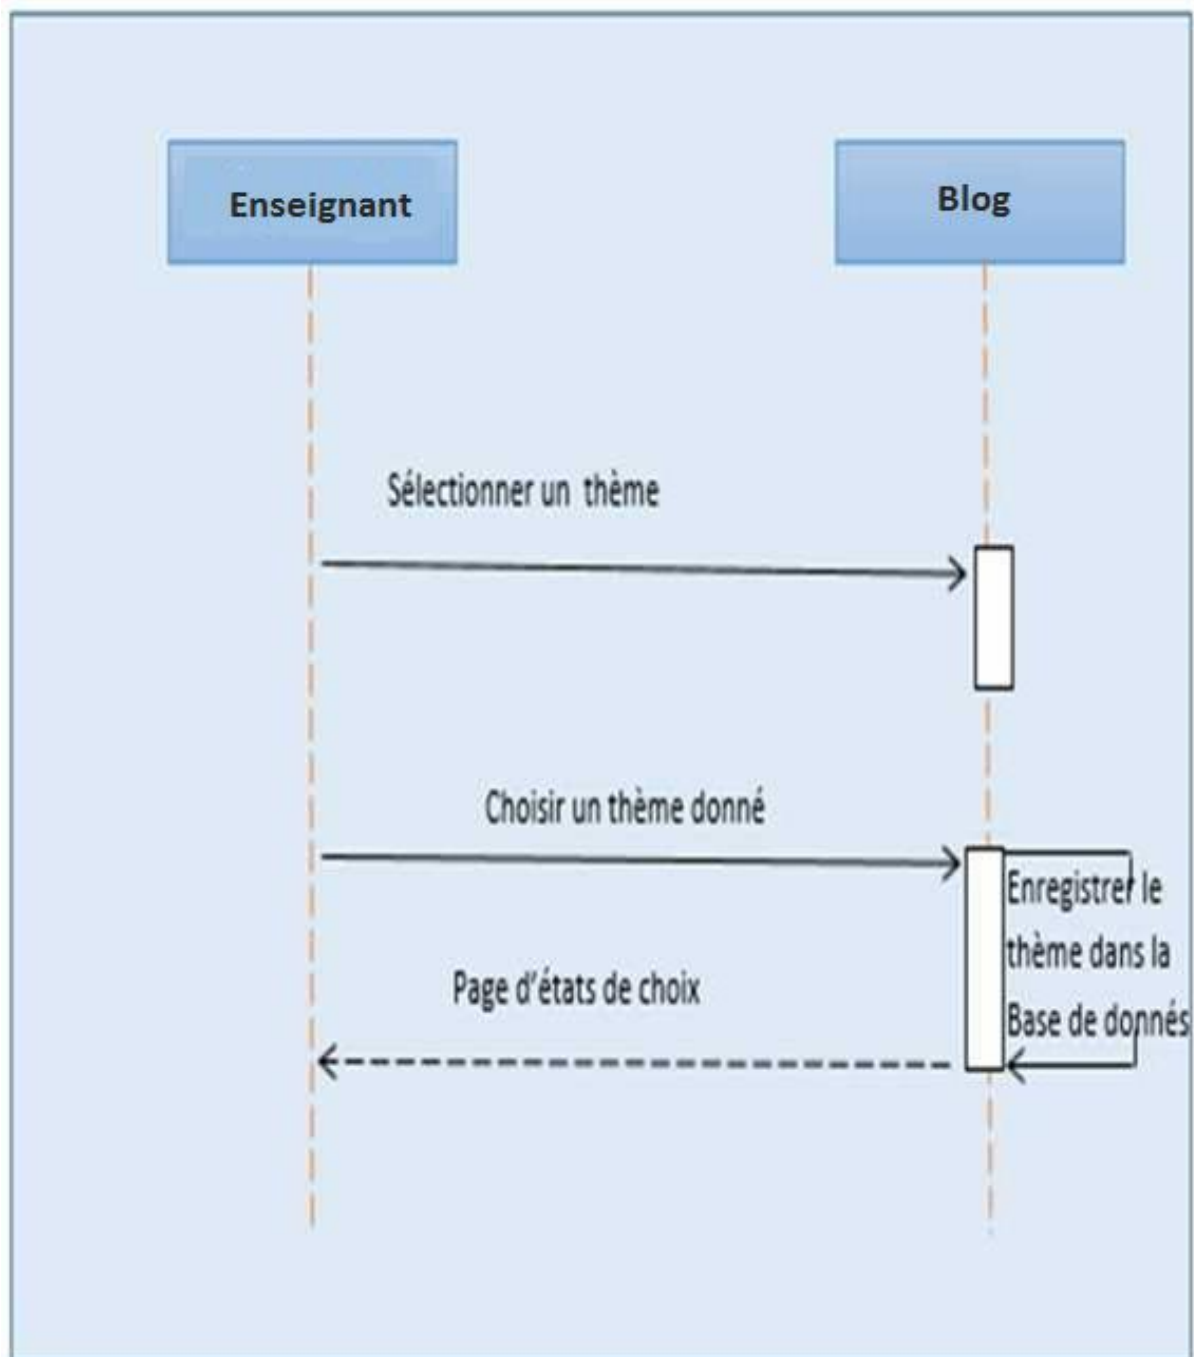 Enseignant
Blog
Sélectionner un thème
Choisir un thème donné
Enregistrer le
thème dans la
Base de donnés
Page d'états de choix